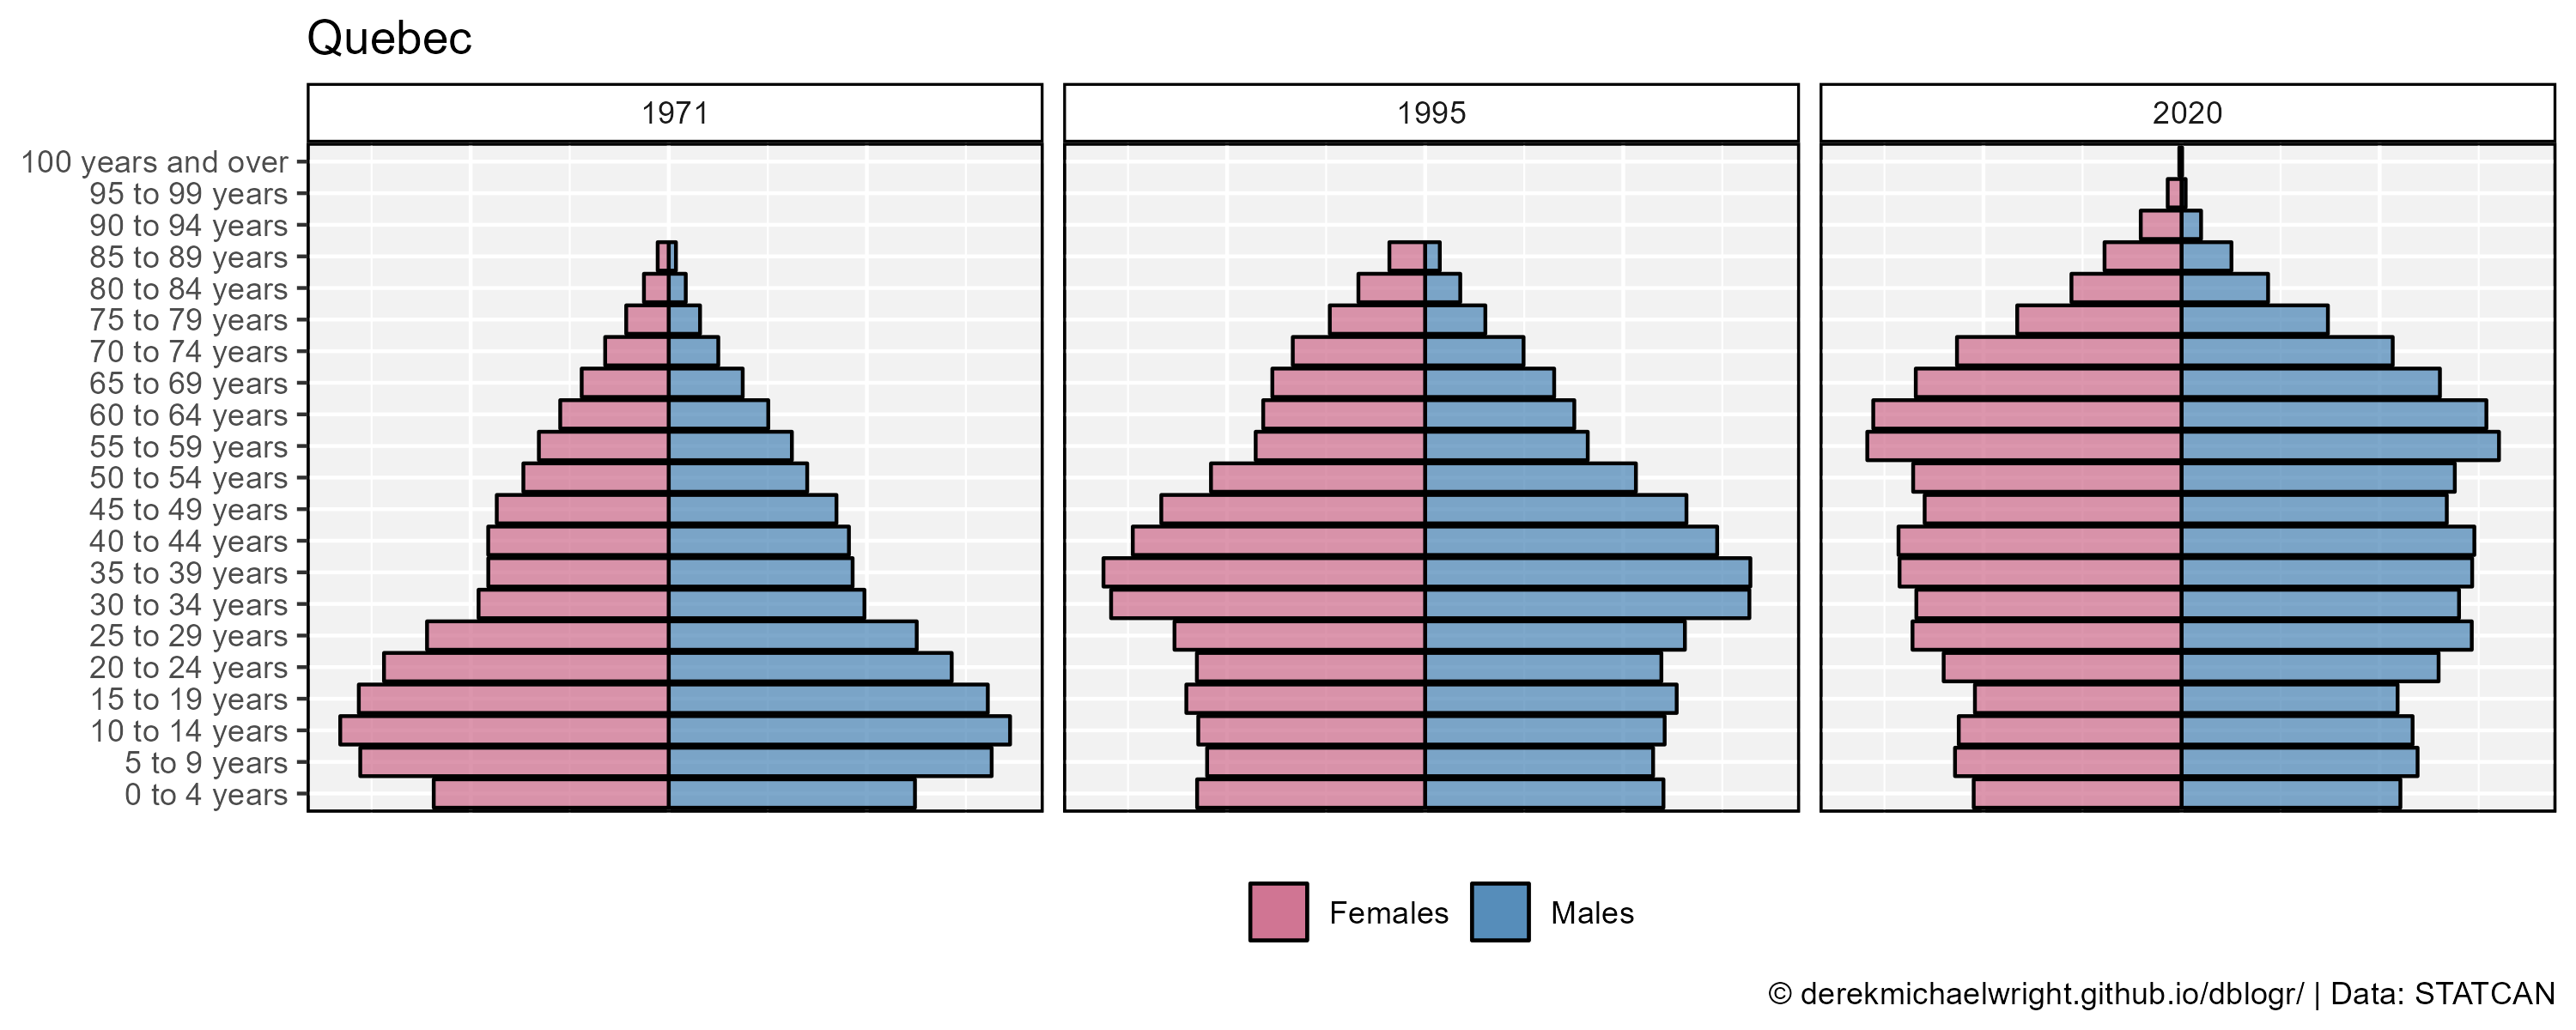 Quebec
1971
1995
2020
100 years and over
95 to 99 years
90 to 94 years
85 to 89 years
80 to 84 years
75 to 79 years
70 to 74 years
65 to 69 years
60 to 64 years
55 to 59 years
50 to 54 years
45 to 49 years
40 to 44 years
35 to 39 years
30 to 34 years
25 to 29 years
20 to 24 years
15 to 19 years
10 to 14 years
5 to 9 years
0 to 4 years
Females
Males
© derekmichaelwright.github.io/dblogr/ | Data: STATCAN